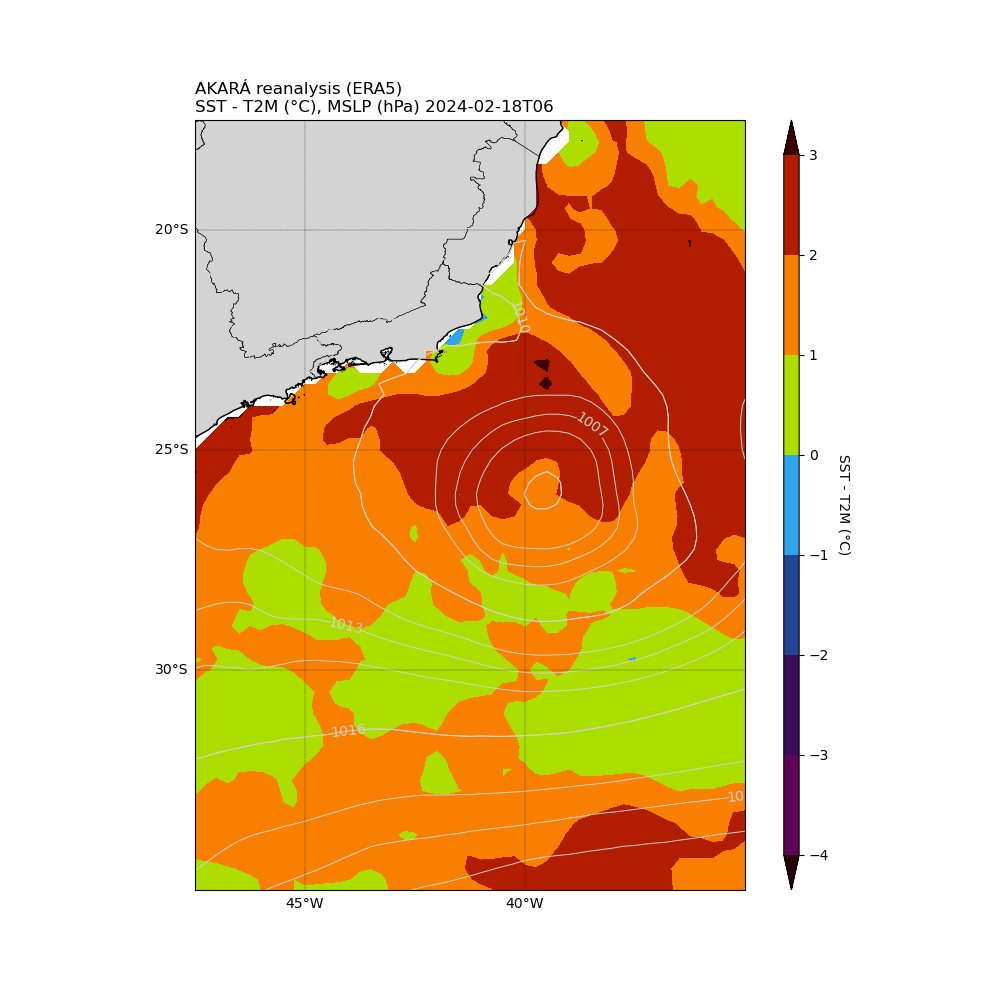 AKARÁ reanalysis (ERA5)
SST - T2M (°C), MSLP (hPa) 2024-02-18T06
20°S
25°S
30°S
45°W
40°W
1010
1007
1013
1016
10
3
2
1
0
−1
−2
−3
−4
SST - T2M (°C)